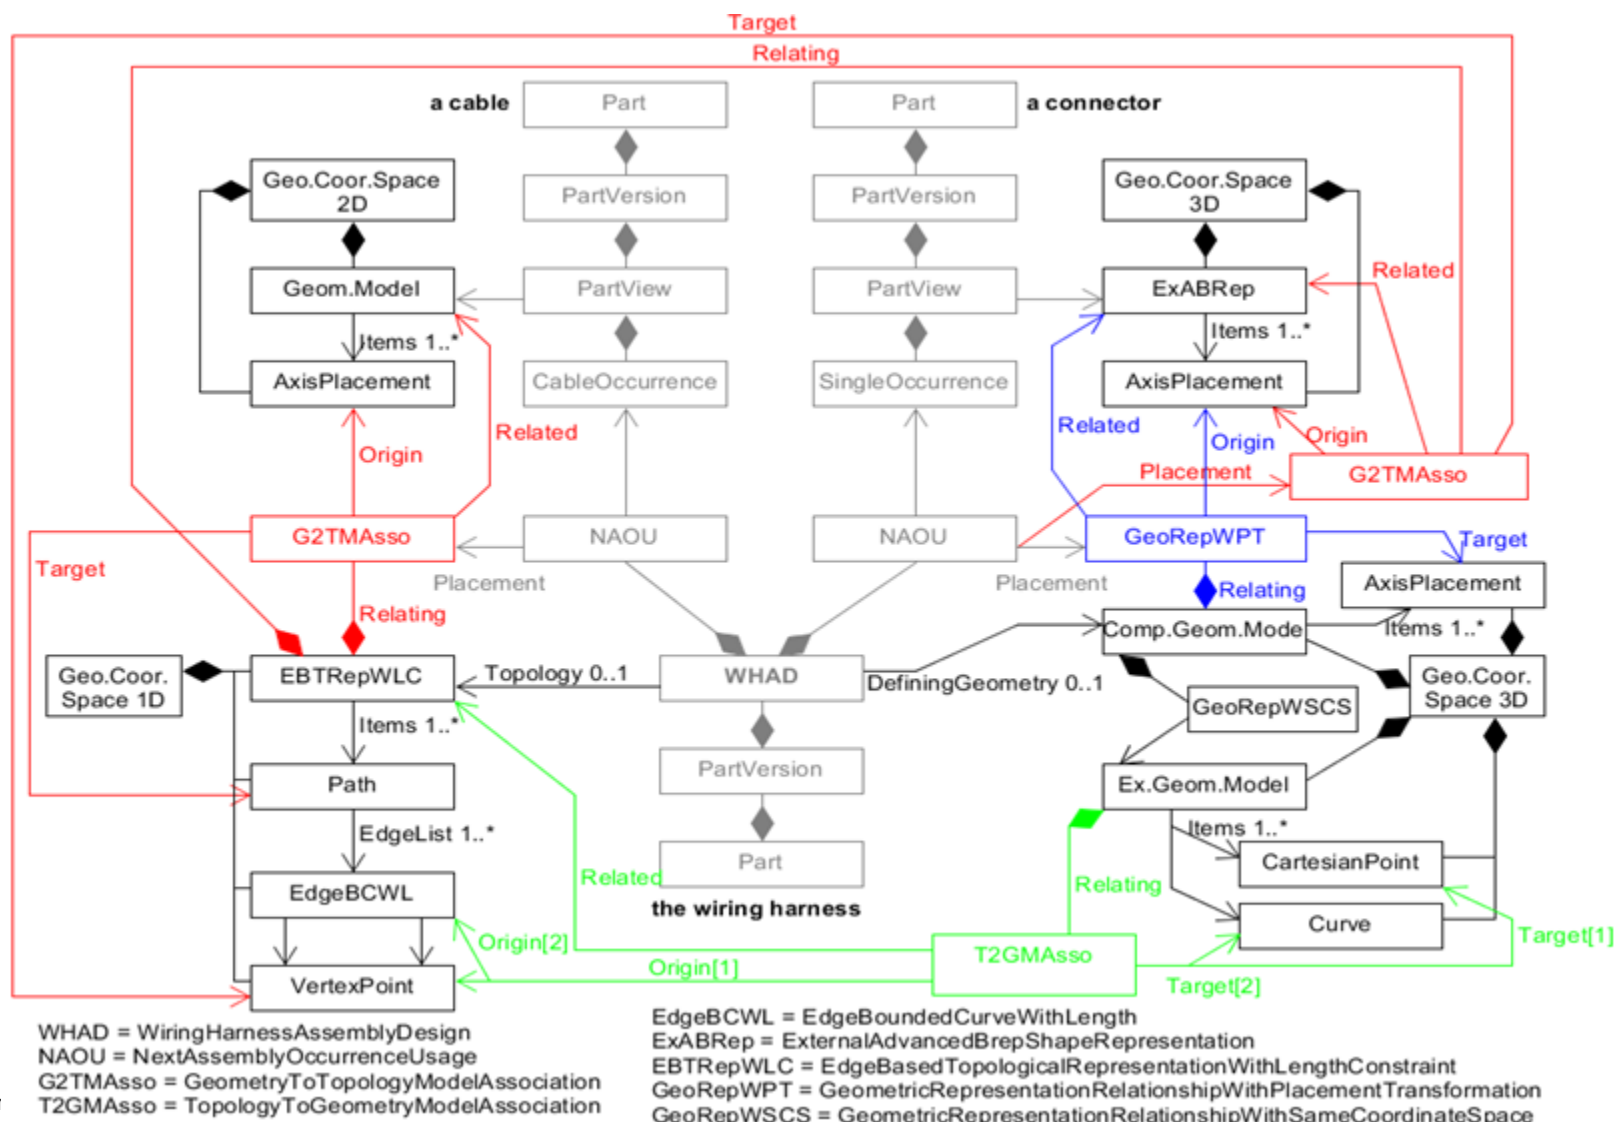 Target
Relating
a cable
Part
Part
a connector
Geo.Coor.Space
2D
PartVersion
PartVersion
Geo.Coor.Space
3D
Geom.Model
PartView
PartView
ExABRep
Related
Items 1..*
Items 1..*
AxisPlacement
CableOccurrence
SingleOccurrence
AxisPlacement
Related
Related
Origin
Origin
Origin
Placement
G2TMAsso
G2TMAsso
NAOU
NAOU
GeoRepWPT
Target
Target
Placement
Placement
AxisPlacement
Relating
Relating
Items 1..*
Comp.Geom.Mode
Geo.Coor.
Space 1D
EBTRepWLC
Topology 0..1
WHAD
DefiningGeometry 0..1
Geo.Coor.
Space 3D
GeoRepWSCS
Items 1..*
Path
PartVersion
Ex.Geom.Model
EdgeList 1..*
Items 1..*
Part
CartesianPoint
Related
Relating
EdgeBCWL
the wiring harness
Curve
Origin[2]
Target[1]
T2GMAsso
Origin[1]
Target[2]
VertexPoint
WHAD = WiringHarnessAssemblyDesign
NAOU = NextAssemblyOccurrenceUsage
G2TMAsso = GeometryToTopologyModelAssociation
T2GMAsso = TopologyToGeometryModelAssociation
EdgeBCWL = EdgeBoundedCurveWithLength
ExABRep = ExternalAdvancedBrepShapeRepresentation
EBTRepWLC = EdgeBasedTopologicalRepresentationWithLengthConstraint
GeoRepWPT = GeometricRepresentationRelationshipWithPlacementTransformation
GeoRepWSCS = GeometricRepresentationRelationshipWithSameCoordinateSpace